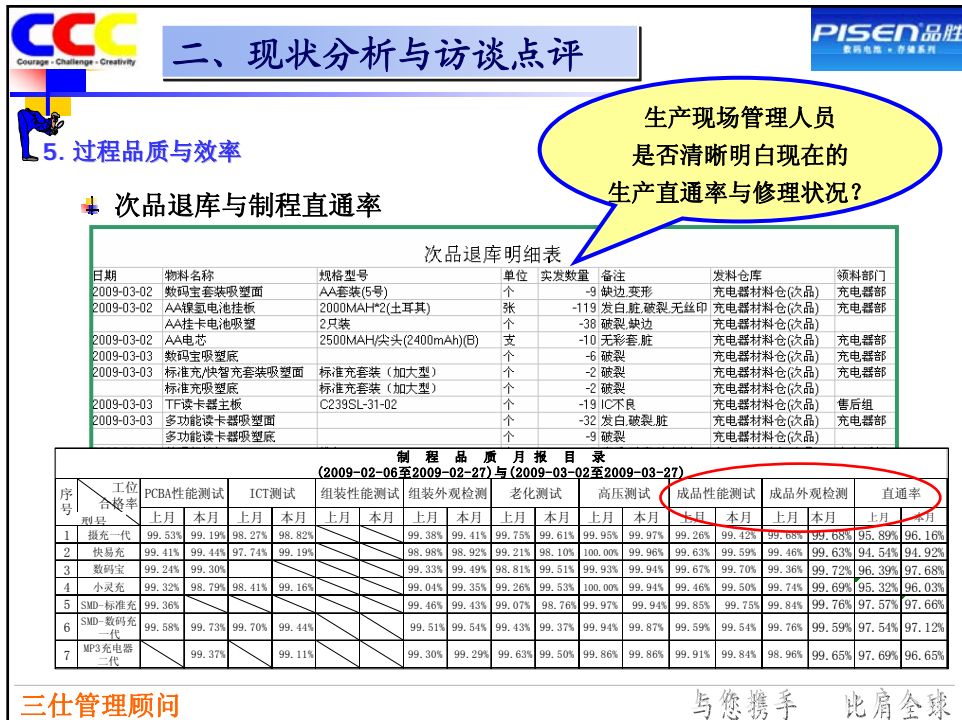 CCC
Courage - Challenge - Creativity
二、现状分析与访谈点评
PISEN品胜
数码电池·存储系列
生产现场管理人员
是否清晰明白现在的
生产直通率与修理状况？
5. 过程品质与效率
次品退库与制程直通率
次品退库明细表
日期 物料名称 规格型号 单位 实发数量 备注 发料仓库 领料部门
2009-03-02 数码宝套装吸塑面 AA套装(5号) 个 -9 缺边,变形 充电器材料仓(次品) 充电器部
2009-03-02 AA镍氢电池挂板 2000MAH*2(土耳其) 张 -119 发白,脏,破裂,无丝印 充电器材料仓(次品) 充电器部
AA挂卡电池吸塑 2只装 个 -38 破裂,缺边 充电器材料仓(次品)
2009-03-02 AA电芯 2500MAH/尖头(2400mAh)(B) 支 -10 无彩套,脏 充电器材料仓(次品) 充电器部
2009-03-03 数码宝吸塑底 个 -6 破裂 充电器材料仓(次品) 充电器部
2009-03-03 标准充/快智充套装吸塑面 标准充套装（加大型） 个 -2 破裂 充电器材料仓(次品) 充电器部
标准充吸塑底 标准充套装（加大型） 个 -2 破裂 充电器材料仓(次品)
2009-03-03 TF读卡器主板 C239SL-31-02 个 -19 IC不良 充电器材料仓(次品) 售后组
2009-03-03 多功能读卡器吸塑面 个 -32 发白,破裂,脏 充电器材料仓(次品) 充电器部
多功能读卡器吸塑底 个 -9 破裂 充电器材料仓(次品)
制 程 品 质 月 报 目 录
(2009-02-06至2009-02-27)与(2009-03-02至2009-03-27)
序号 工位 合格率 型号 PCBA性能测试 ICT测试 组装性能测试 组装外观检测 老化测试 高压测试 成品性能测试 成品外观检测 直通率
上月 本月 上月 本月 上月 本月 上月 本月 上月 本月 上月 本月 上月 本月 上月 本月 上月 本月
1 摄充一代 99.53% 99.19% 98.27% 98.82% 99.38% 99.41% 99.75% 99.61% 99.95% 99.97% 99.26% 99.42% 99.68% 99.68% 95.89% 96.16%
2 快易充 99.41% 99.44% 97.74% 99.19% 98.98% 98.92% 99.21% 98.10% 100.00% 99.96% 99.63% 99.59% 99.46% 99.63% 94.54% 94.92%
3 数码宝 99.24% 99.30% 99.33% 99.49% 98.81% 99.51% 99.93% 99.94% 99.67% 99.70% 99.36% 99.72% 96.39% 97.68%
4 小灵充 99.32% 98.79% 98.41% 99.16% 99.04% 99.35% 99.26% 99.53% 100.00% 99.94% 99.46% 99.50% 99.74% 99.69% 95.32% 96.03%
5 SMD-标准充 99.36% 99.46% 99.43% 99.07% 98.76% 99.97% 99.94% 99.85% 99.75% 99.84% 99.76% 97.57% 97.66%
6 SMD-数码充一代 99.58% 99.73% 99.70% 99.44% 99.51% 99.54% 99.43% 99.37% 99.94% 99.87% 99.59% 99.54% 99.76% 99.59% 97.54% 97.12%
7 MP3充电器二代 99.37% 99.11% 99.30% 99.29% 99.63% 99.50% 99.86% 99.86% 99.91% 99.84% 98.96% 99.65% 97.69% 96.65%
三仕管理顾问
与您携手 比肩全球